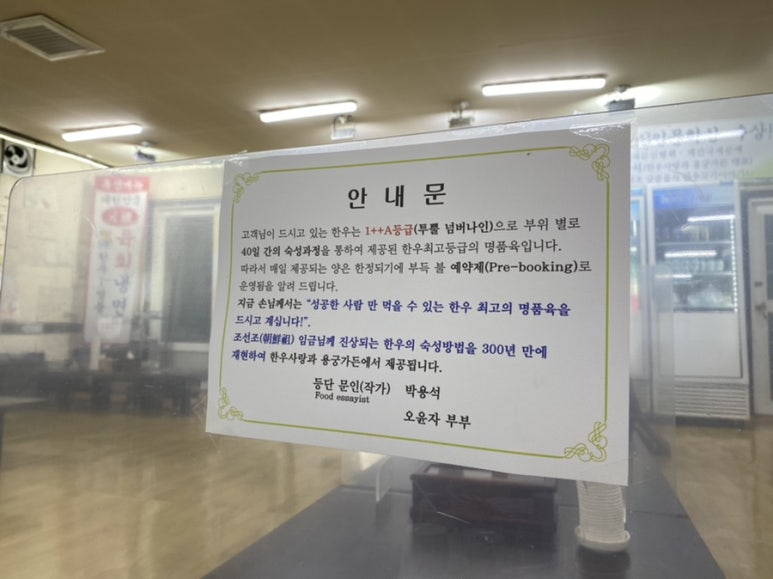 안내문
고객님이 드시고 있는 한우는 1++A등급(투뿔 넘버나인)으로 부위 별로
40일 간의 숙성과정을 통하여 제공된 한우최고등급의 명품육입니다.
따라서 매일 제공되는 양은 한정되기에 부득 불 예약제(Pre-booking)로
운영됨을 알려 드립니다.
지금 손님께서는 “성공한 사람 만 먹을 수 있는 한우 최고의 명품육을
드시고 계십니다!”.
조선조(朝鮮祖) 임금님께 진상되는 한우의 숙성방법을 300년 만에
재현하여 한우사랑과 용궁가든에서 제공됩니다.
등단 문인(작가) 박용석
Food essayist
오윤자 부부
육회냉면